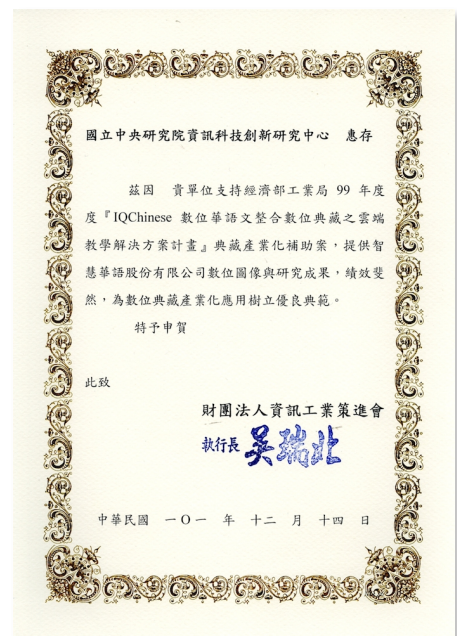 國立中央研究院資訊科技創新研究中心 惠存
茲因 貴單位支持經濟部工業局 99 年度
度『IQChinese 數位華語文整合數位典藏之雲端
教學解決方案計畫』典藏產業化補助案，提供智
慧華語股份有限公司數位圖像與研究成果，績效斐
然，為數位典藏產業化應用樹立優良典範。
特予申賀
此致
財團法人資訊工業策進會
執行長 吳瑞北
中華民國 一〇一 年 十二 月 十四 日